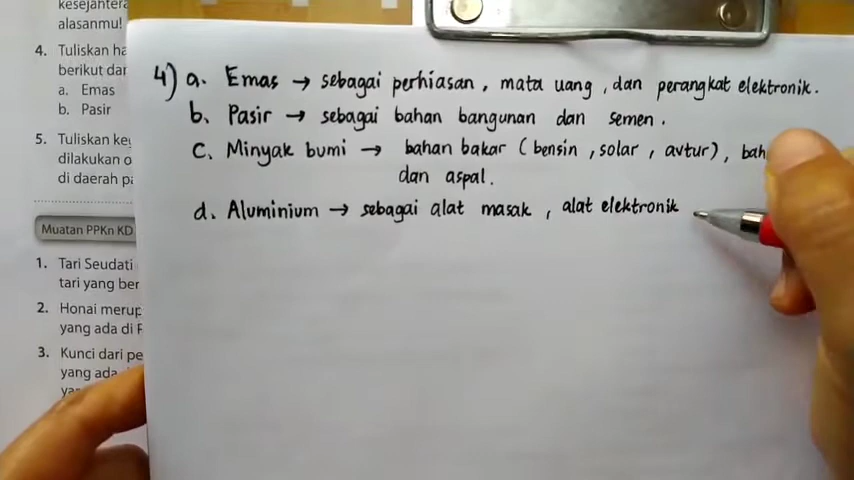 kesejahtera
alasanmu!
4. Tuliskan ha
berikut dar
a. Emas
b. Pasir
5. Tuliskan key
dilakukan o
di daerah pa
Muatan PPKn KD
1. Tari Seudati
tari yang ber
2. Honai merup
yang ada di P
3. Kunci dari pe
yang ada
4) a. Emas → sebagai perhiasan, mata uang, dan perangkat elektronik.
b. Pasir → sebagai bahan bangunan dan semen.
c. Minyak bumi → bahan bakar (bensin, solar, avtur), bah
dan aspal.
d. Aluminium → sebagai alat masak, alat elektronik